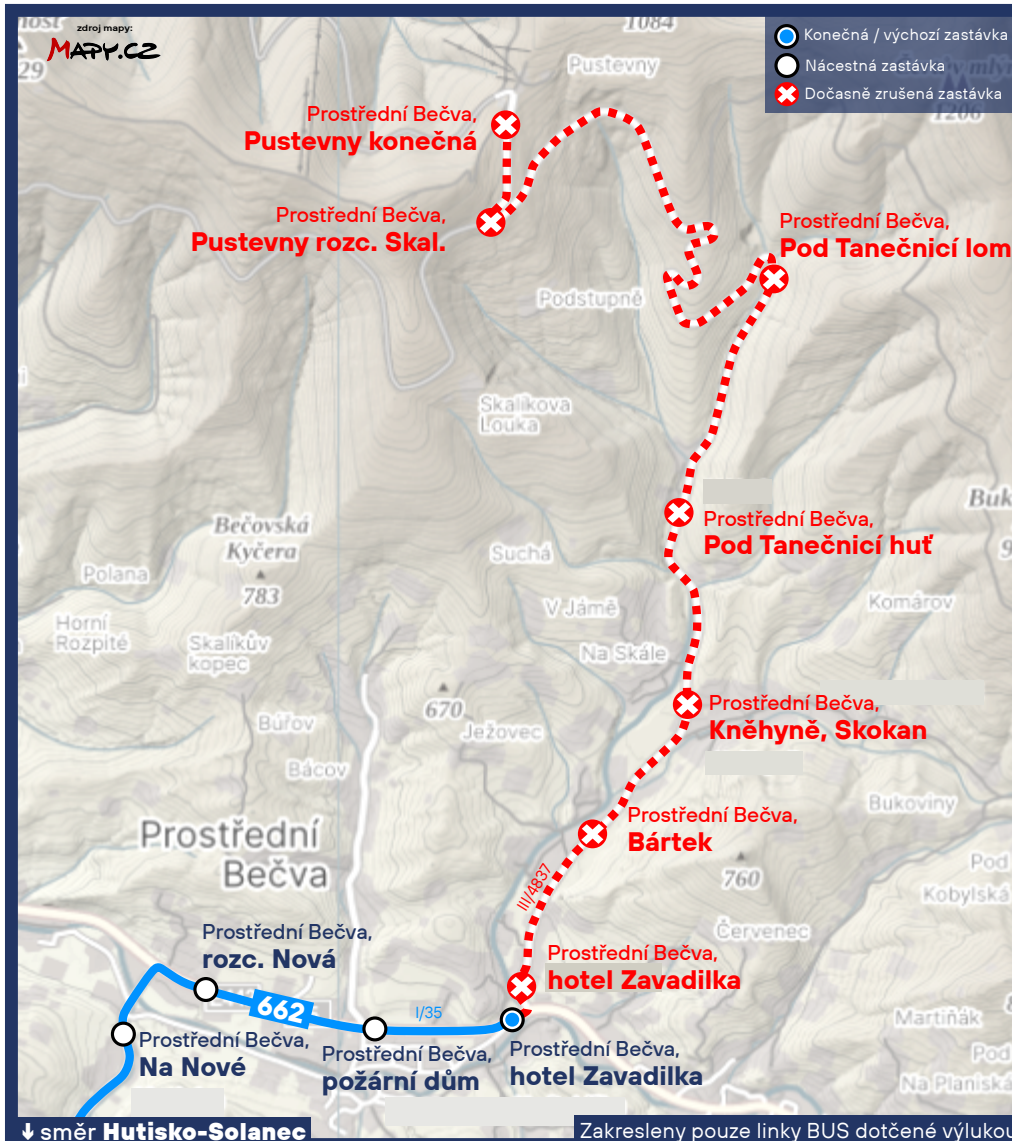 zdroj mapy:
MAPY.CZ
1084
Pustevny
Konečná / výchozí zastávka
Nácestná zastávka
Dočasně zrušená zastávka
1206
Prostřední Bečva,
Pustevny konečná
Prostřední Bečva,
Pustevny rozc. Skal.
Prostřední Bečva,
Pod Tanečnicí lom
Podstupně
Skalíkova
Louka
Prostřední Bečva,
Pod Tanečnicí huť
Bečovská
Kyčera
783
Suchá
Polana
V Jámě
Komárov
Horní
Rozpité
Skalíkův
kopec
Na Skále
670
Búřov
Ježovec
Prostřední Bečva,
Kněhyně, Skokan
Bácov
Bukoviny
Prostřední
Bečva
Prostřední Bečva,
Bártek
760
Pod
Kobylská
III/4837
Červenec
Prostřední Bečva,
rozc. Nová
Prostřední Bečva,
hotel Zavadilka
662
I/35
Martiňák
Prostřední Bečva,
Na Nové
Prostřední Bečva,
požární dům
Prostřední Bečva,
hotel Zavadilka
Pod
Na Planiská
směr Hutisko-Solanec
Zakresleny pouze linky BUS dotčené výlukou